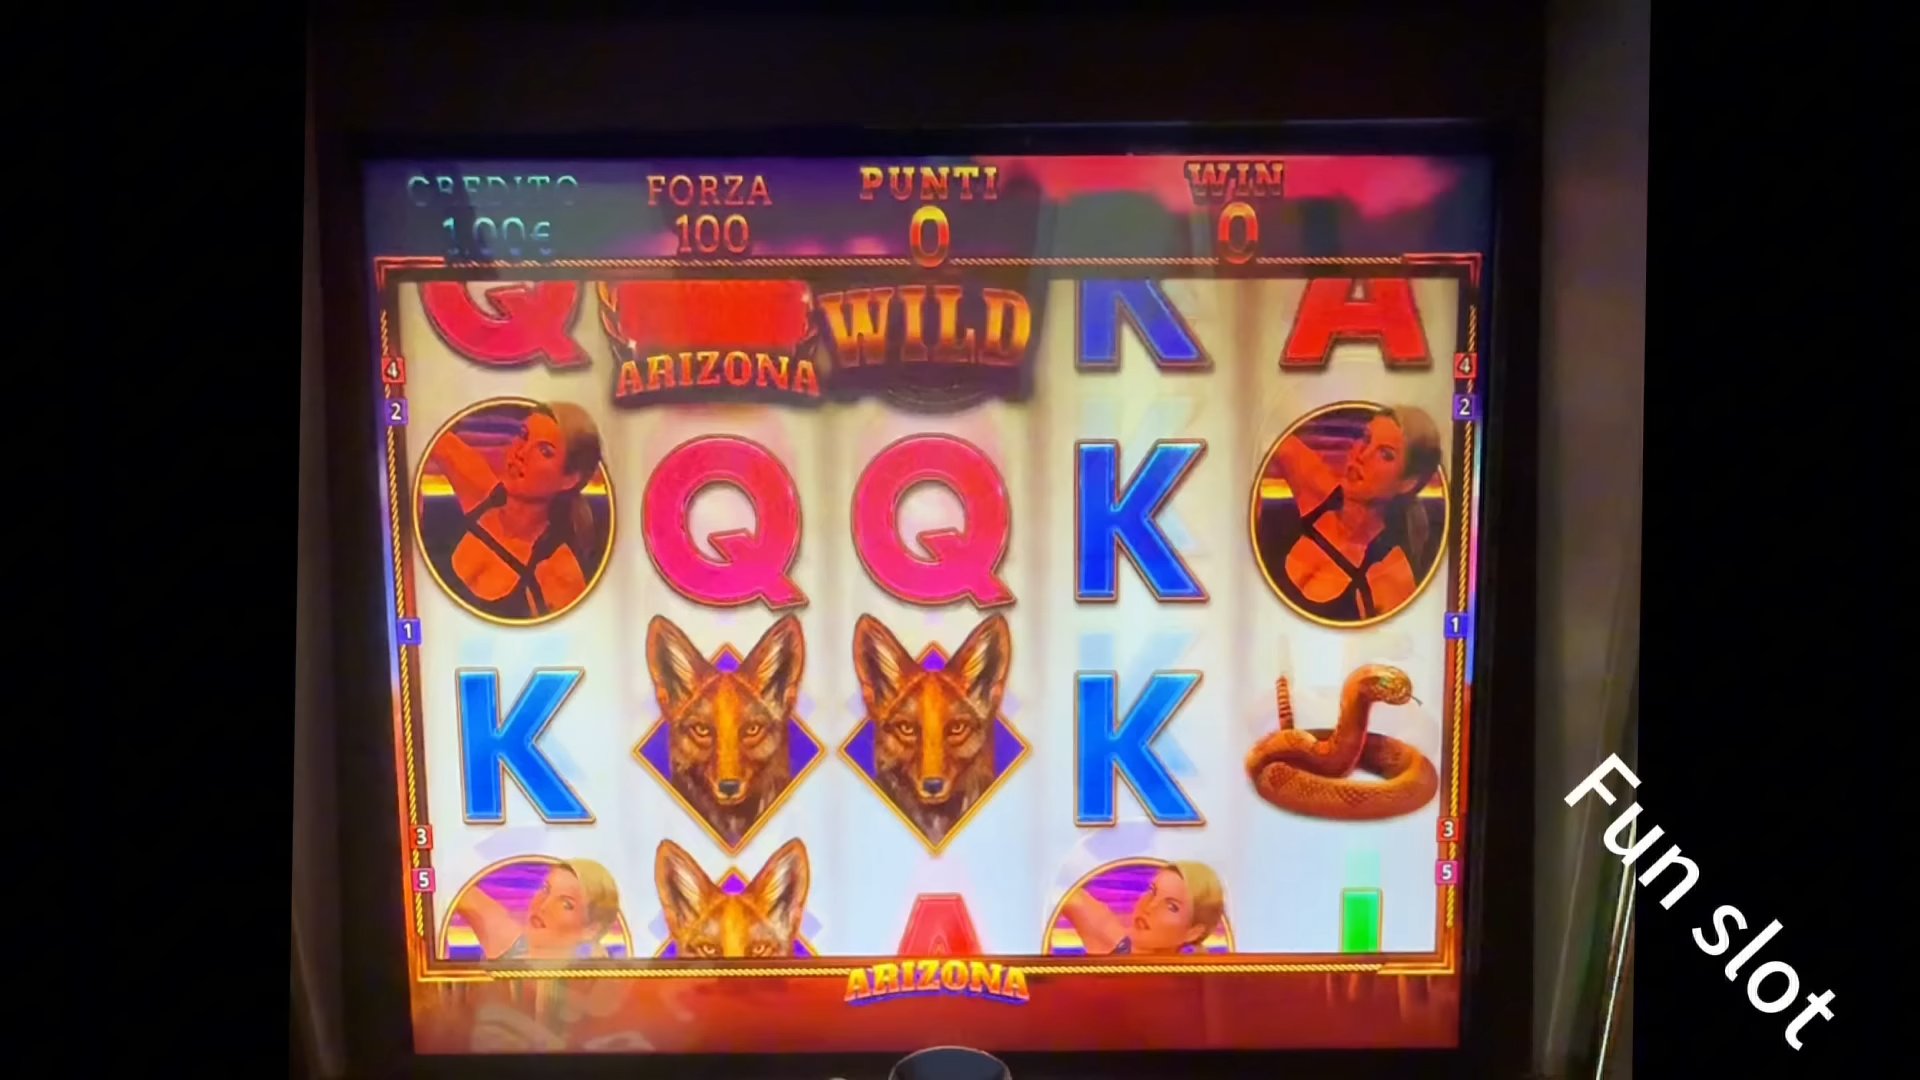 CREDITO FORZA PUNTI WIN
1.00€ 100 0 0
Q ARIZONA WILD K A
4 4
2 2
Q Q K
1 1
K K
3 3
5 5
A
ARIZONA
Fun slot